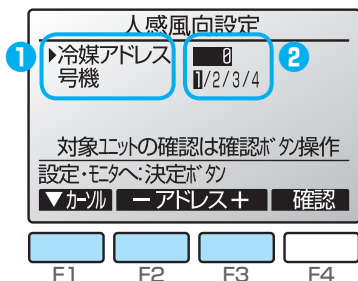 人感風向設定
❶ ▶冷媒アドレス 0 ❷
号機 1/2/3/4
対象ユニットの確認は確認ボタン操作
設定・モニタへ:決定ボタン
▼カーソル －アドレス＋ 確認
F1 F2 F3 F4